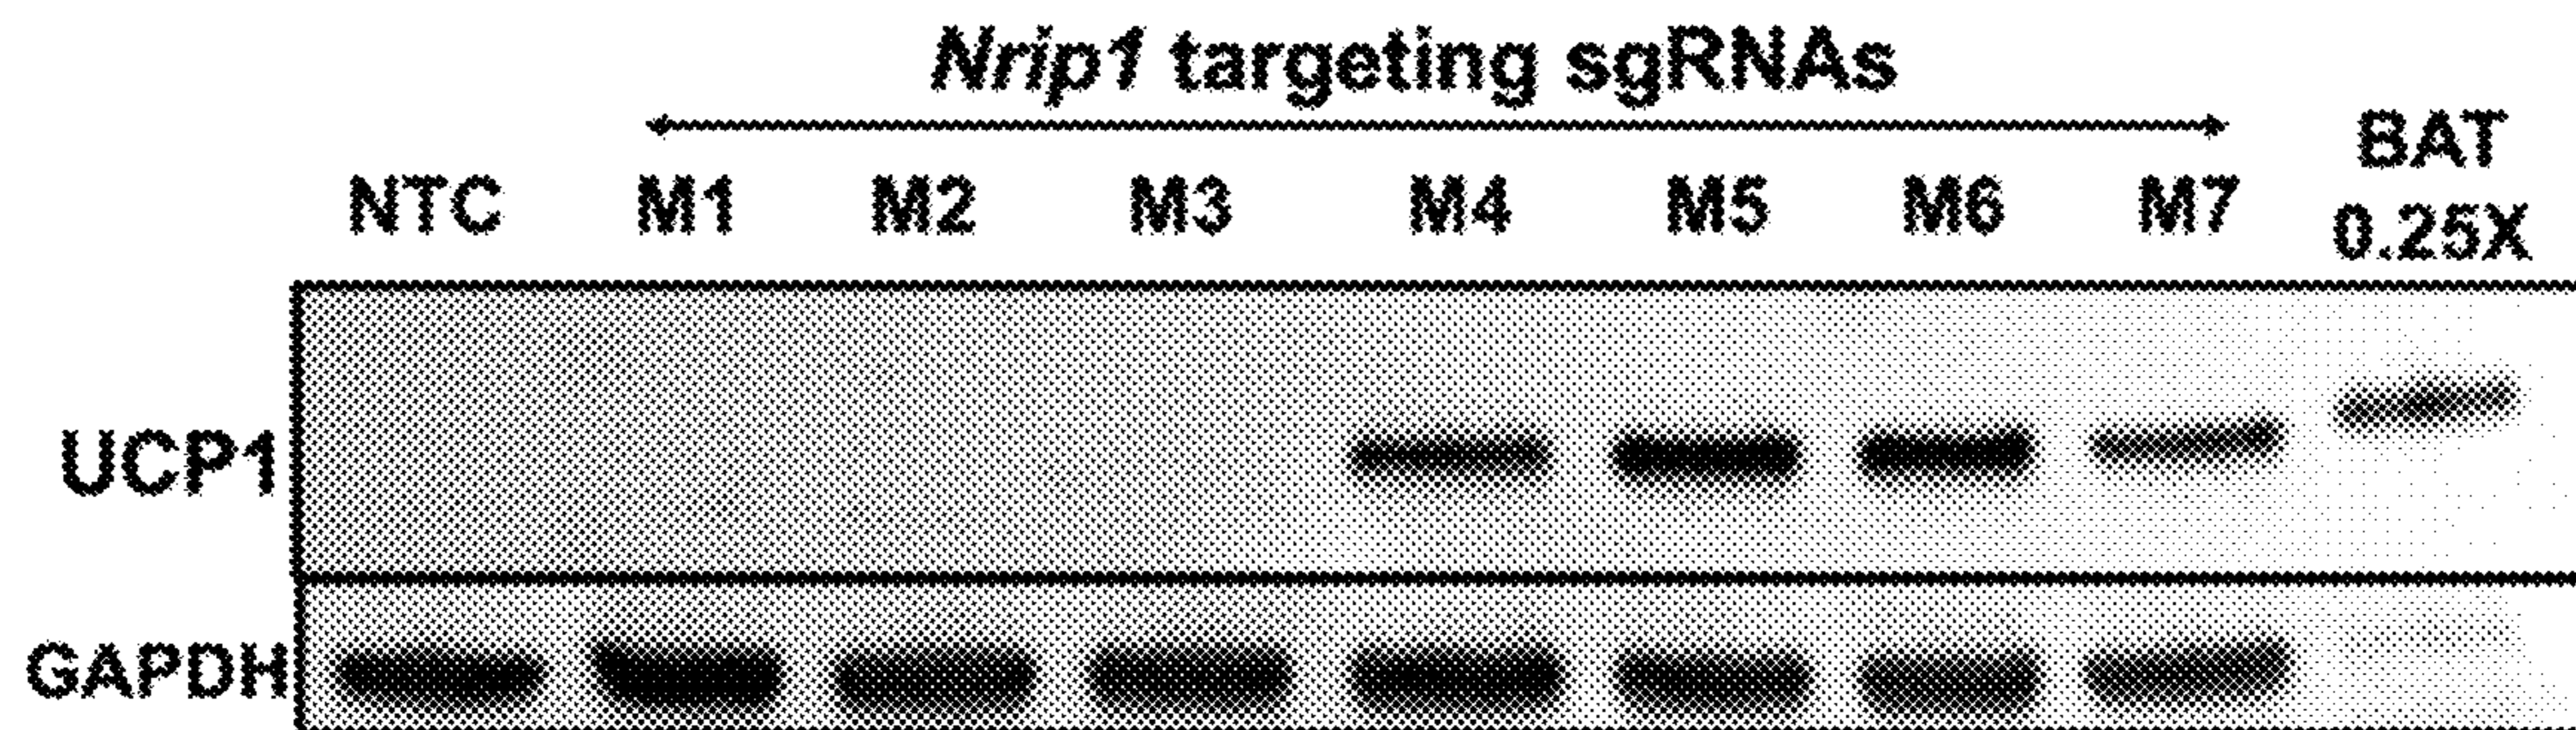 Nrip1 targeting sgRNAs
NTC M1 M2 M3 M4 M5 M6 M7 BAT
0.25X
UCP1
GAPDH